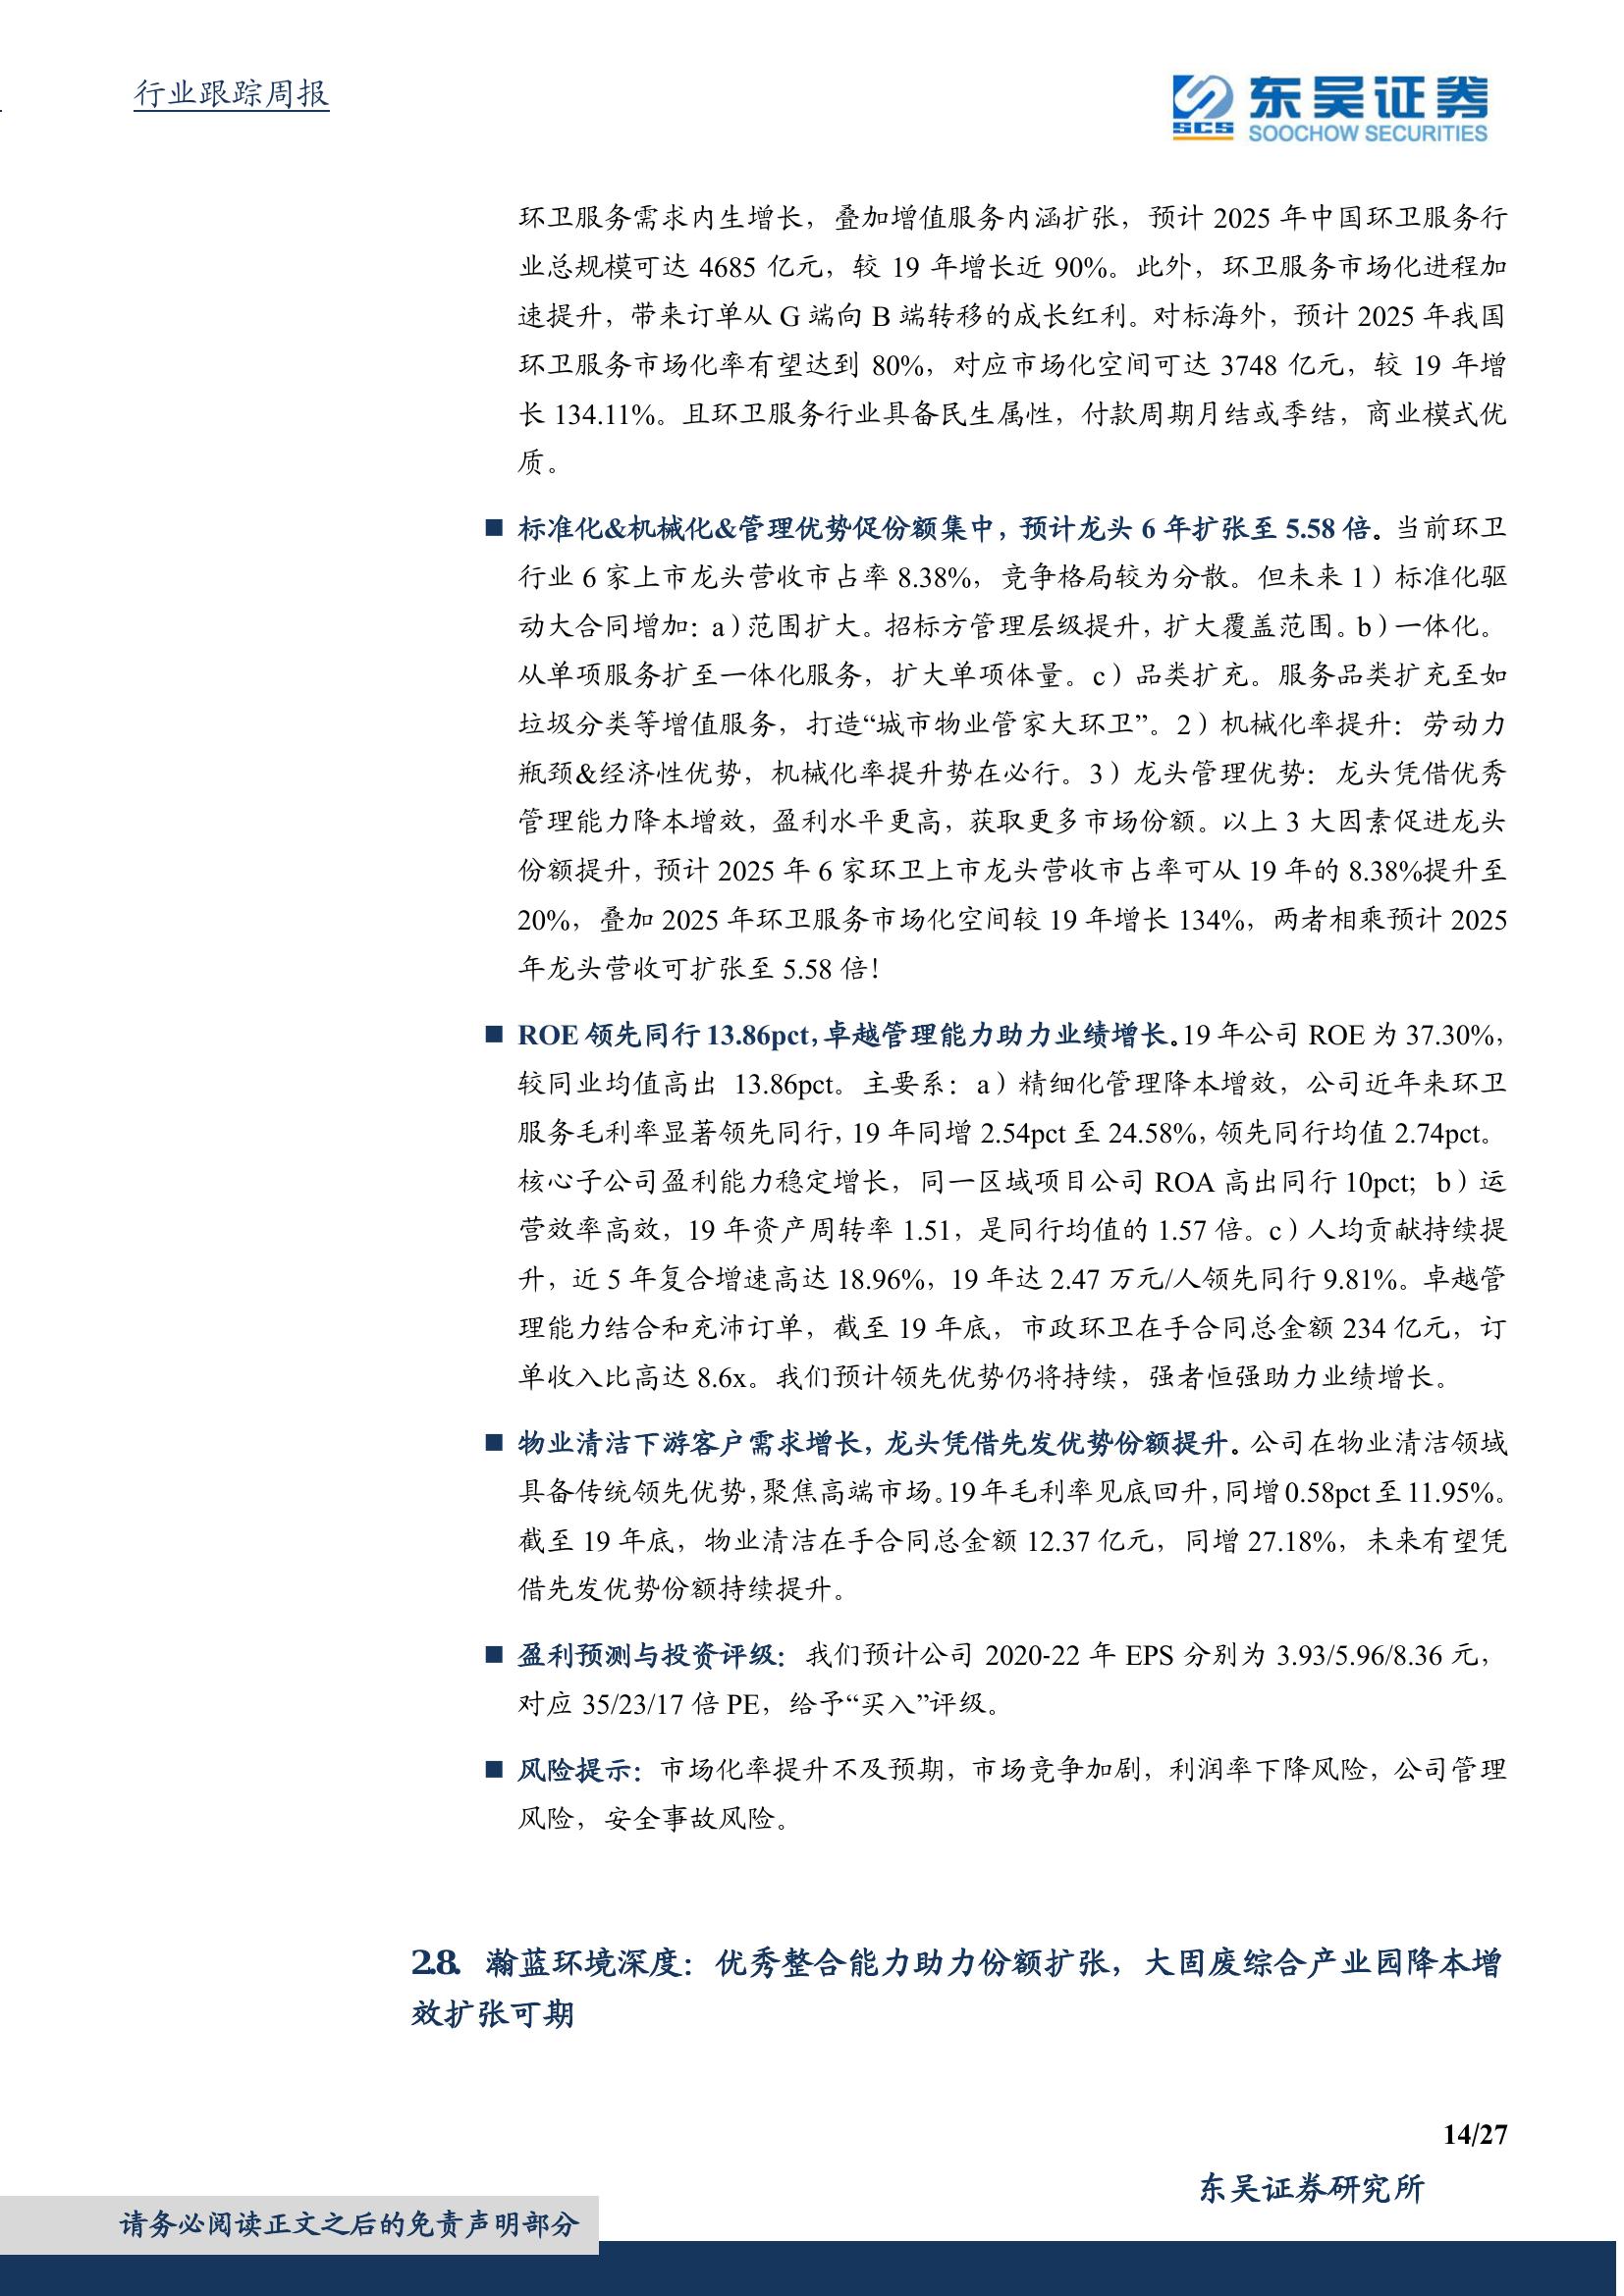 行业跟踪周报
SCS
东吴证券
SOOCHOW SECURITIES
环卫服务需求内生增长，叠加增值服务内涵扩张，预计 2025 年中国环卫服务行
业总规模可达 4685 亿元，较 19 年增长近 90%。此外，环卫服务市场化进程加
速提升，带来订单从 G 端向 B 端转移的成长红利。对标海外，预计 2025 年我国
环卫服务市场化率有望达到 80%，对应市场化空间可达 3748 亿元，较 19 年增
长 134.11%。且环卫服务行业具备民生属性，付款周期月结或季结，商业模式优
质。
■ 标准化&机械化&管理优势促份额集中，预计龙头 6 年扩张至 5.58 倍。当前环卫
行业 6 家上市龙头营收市占率 8.38%，竞争格局较为分散。但未来 1）标准化驱
动大合同增加：a）范围扩大。招标方管理层级提升，扩大覆盖范围。b）一体化。
从单项服务扩至一体化服务，扩大单项体量。c）品类扩充。服务品类扩充至如
垃圾分类等增值服务，打造“城市物业管家大环卫”。2）机械化率提升：劳动力
瓶颈&经济性优势，机械化率提升势在必行。3）龙头管理优势：龙头凭借优秀
管理能力降本增效，盈利水平更高，获取更多市场份额。以上 3 大因素促进龙头
份额提升，预计 2025 年 6 家环卫上市龙头营收市占率可从 19 年的 8.38%提升至
20%，叠加 2025 年环卫服务市场化空间较 19 年增长 134%，两者相乘预计 2025
年龙头营收可扩张至 5.58 倍！
■ ROE 领先同行 13.86pct，卓越管理能力助力业绩增长。19 年公司 ROE 为 37.30%，
较同业均值高出 13.86pct。主要系：a）精细化管理降本增效，公司近年来环卫
服务毛利率显著领先同行，19 年同增 2.54pct 至 24.58%，领先同行均值 2.74pct。
核心子公司盈利能力稳定增长，同一区域项目公司 ROA 高出同行 10pct；b）运
营效率高效，19 年资产周转率 1.51，是同行均值的 1.57 倍。c）人均贡献持续提
升，近 5 年复合增速高达 18.96%，19 年达 2.47 万元/人领先同行 9.81%。卓越管
理能力结合和充沛订单，截至 19 年底，市政环卫在手合同总金额 234 亿元，订
单收入比高达 8.6x。我们预计领先优势仍将持续，强者恒强助力业绩增长。
■ 物业清洁下游客户需求增长，龙头凭借先发优势份额提升。公司在物业清洁领域
具备传统领先优势，聚焦高端市场。19 年毛利率见底回升，同增 0.58pct 至 11.95%。
截至 19 年底，物业清洁在手合同总金额 12.37 亿元，同增 27.18%，未来有望凭
借先发优势份额持续提升。
■ 盈利预测与投资评级：我们预计公司 2020-22 年 EPS 分别为 3.93/5.96/8.36 元，
对应 35/23/17 倍 PE，给予“买入”评级。
■ 风险提示：市场化率提升不及预期，市场竞争加剧，利润率下降风险，公司管理
风险，安全事故风险。
2.8. 瀚蓝环境深度：优秀整合能力助力份额扩张，大固废综合产业园降本增
效扩张可期
14/27
东吴证券研究所
请务必阅读正文之后的免责声明部分